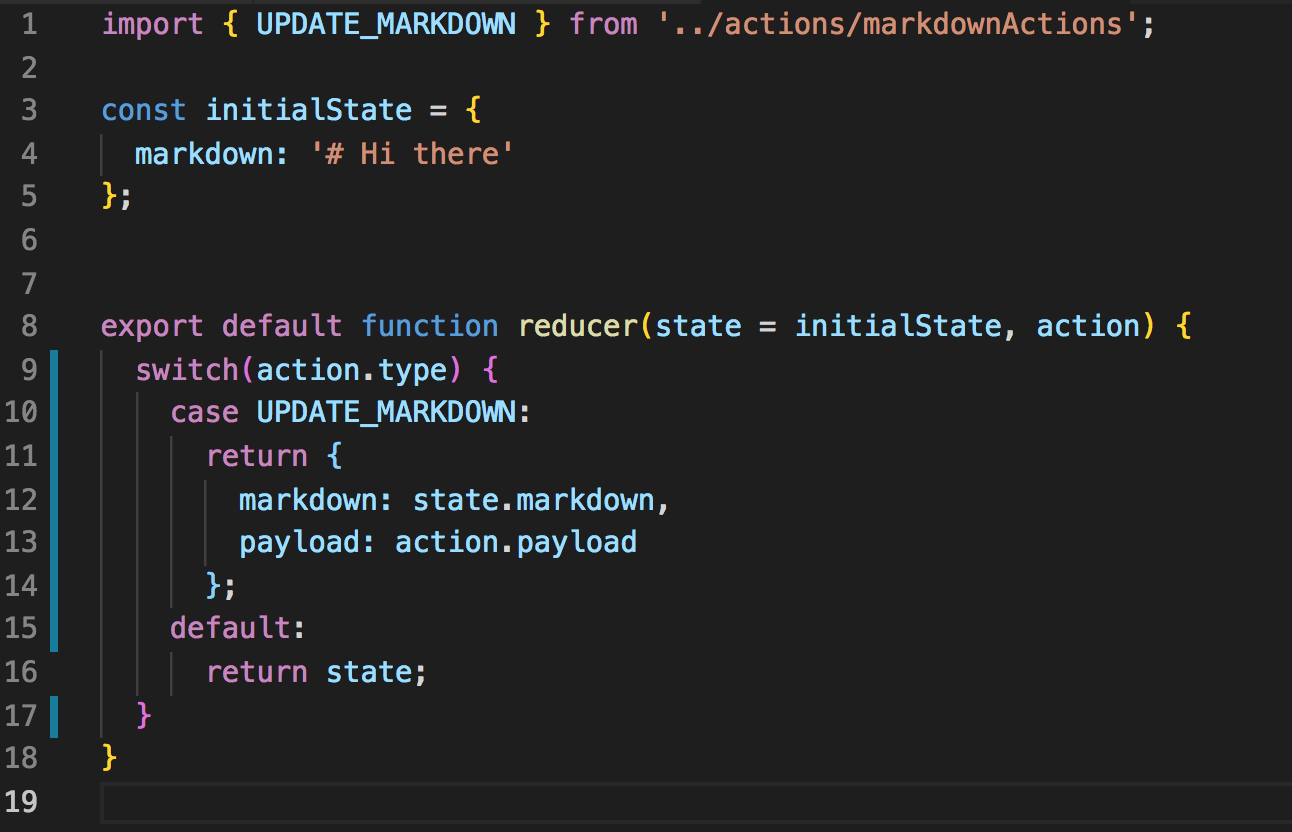 1 import { UPDATE_MARKDOWN } from '../actions/markdownActions';
2
3 const initialState = {
4   markdown: '# Hi there'
5 };
6
7
8 export default function reducer(state = initialState, action) {
9   switch(action.type) {
10     case UPDATE_MARKDOWN:
11       return {
12         markdown: state.markdown,
13         payload: action.payload
14       };
15     default:
16       return state;
17   }
18 }
19